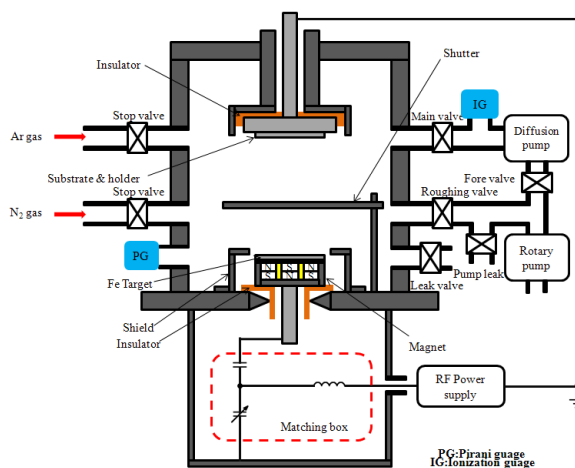 Shutter
Insulator
IG
Stop valve
Main valve
Ar gas
Diffusion
pump
Substrate & holder
Fore valve
Stop valve
Roughing valve
N2 gas
PG
Rotary
pump
Pump leak
Fe Target
Leak valve
Shield
Insulator
Magnet
RF Power
supply
Matching box
PG:Pirani guage
IG:Ionization guage